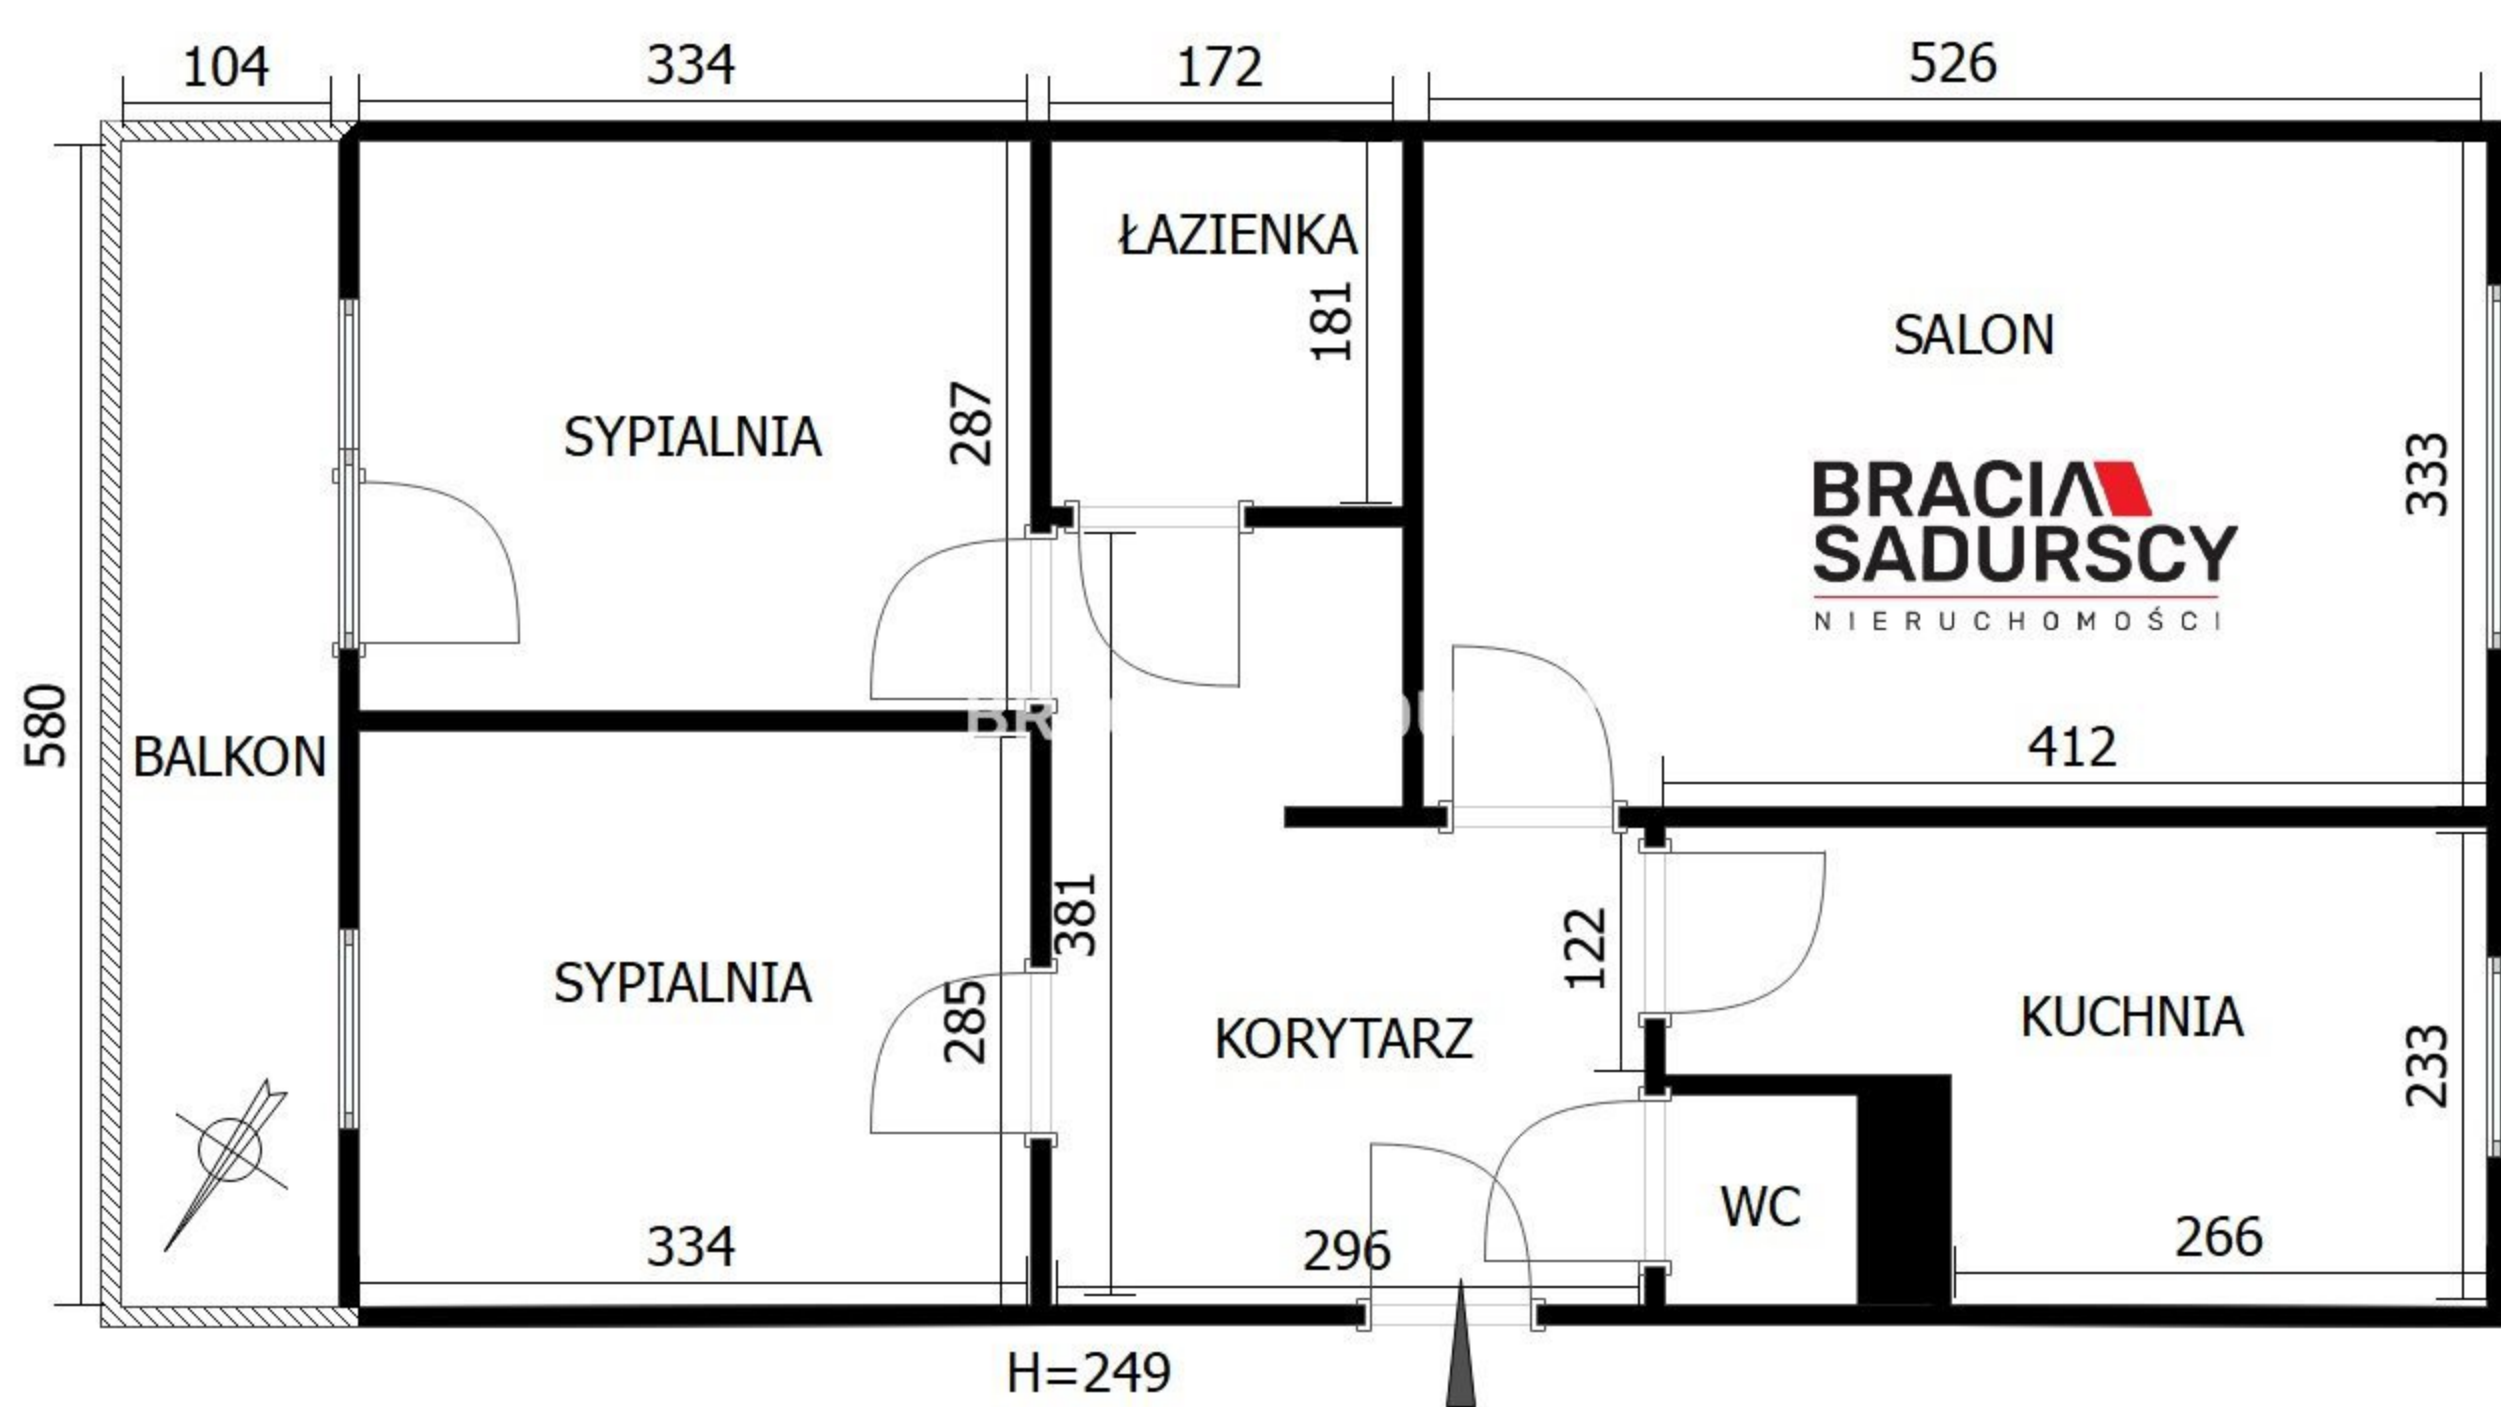 104
334
172
526
ŁAZIENKA
181
SALON
287
SYPIALNIA
333
BRACIA
SADURSCY
NIERUCHOMOŚCI
580
BALKON
412
381
122
SYPIALNIA
285
KORYTARZ
KUCHNIA
233
WC
334
296
266
H=249